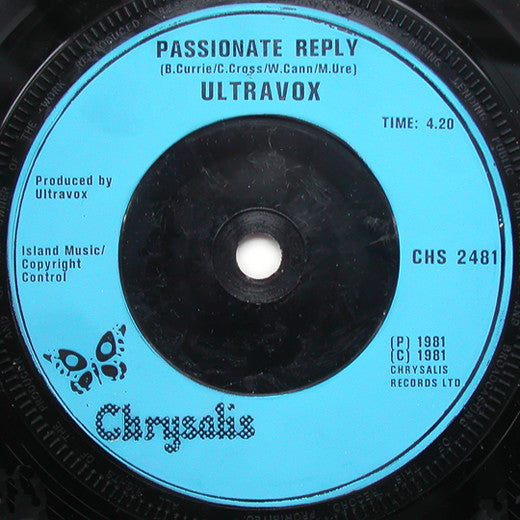 PASSIONATE REPLY
(B.Currie/C.Cross/W.Cann/M.Ure)
ULTRAVOX
TIME: 4.20
Produced by
Ultravox
Island Music/
Copyright
Control
CHS 2481
(P) 1981
(C) 1981
CHRYSALIS
RECORDS LTD
Chrysalis